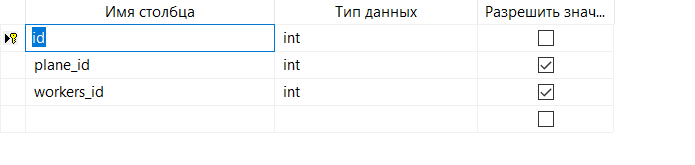 Имя столбца Тип данных Разрешить знач...
id int
plane_id int
workers_id int